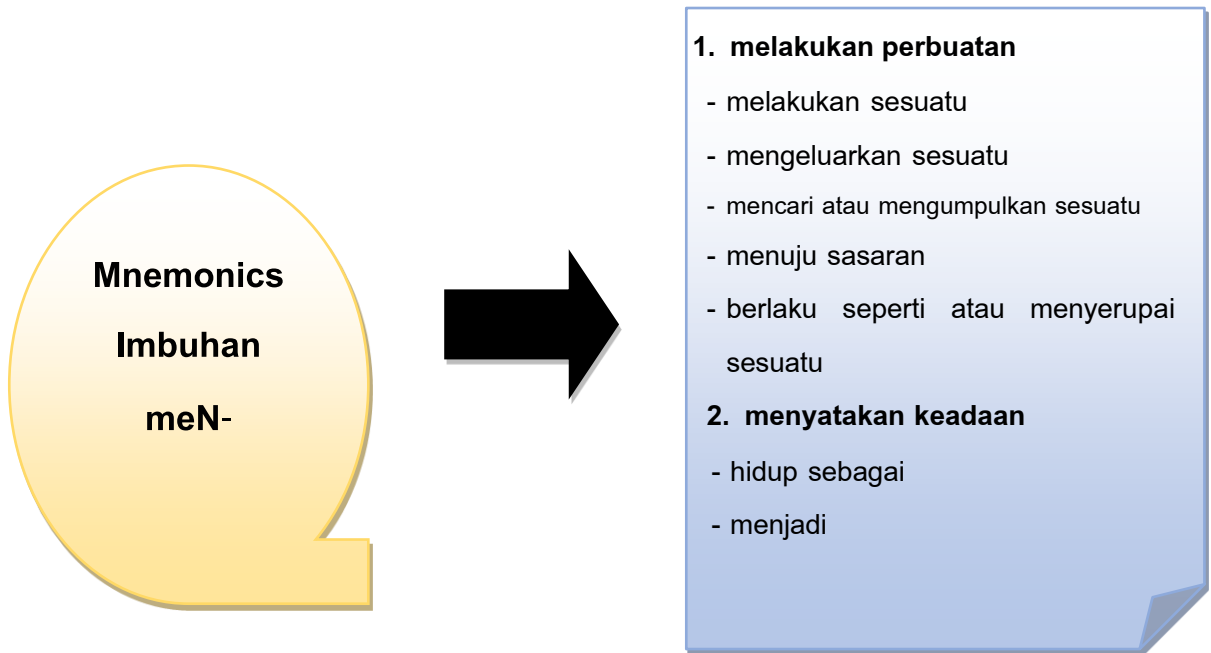 Mnemonics
Imbuhan
meN-
1. melakukan perbuatan
- melakukan sesuatu
- mengeluarkan sesuatu
- mencari atau mengumpulkan sesuatu
- menuju sasaran
- berlaku seperti atau menyerupai
sesuatu
2. menyatakan keadaan
- hidup sebagai
- menjadi